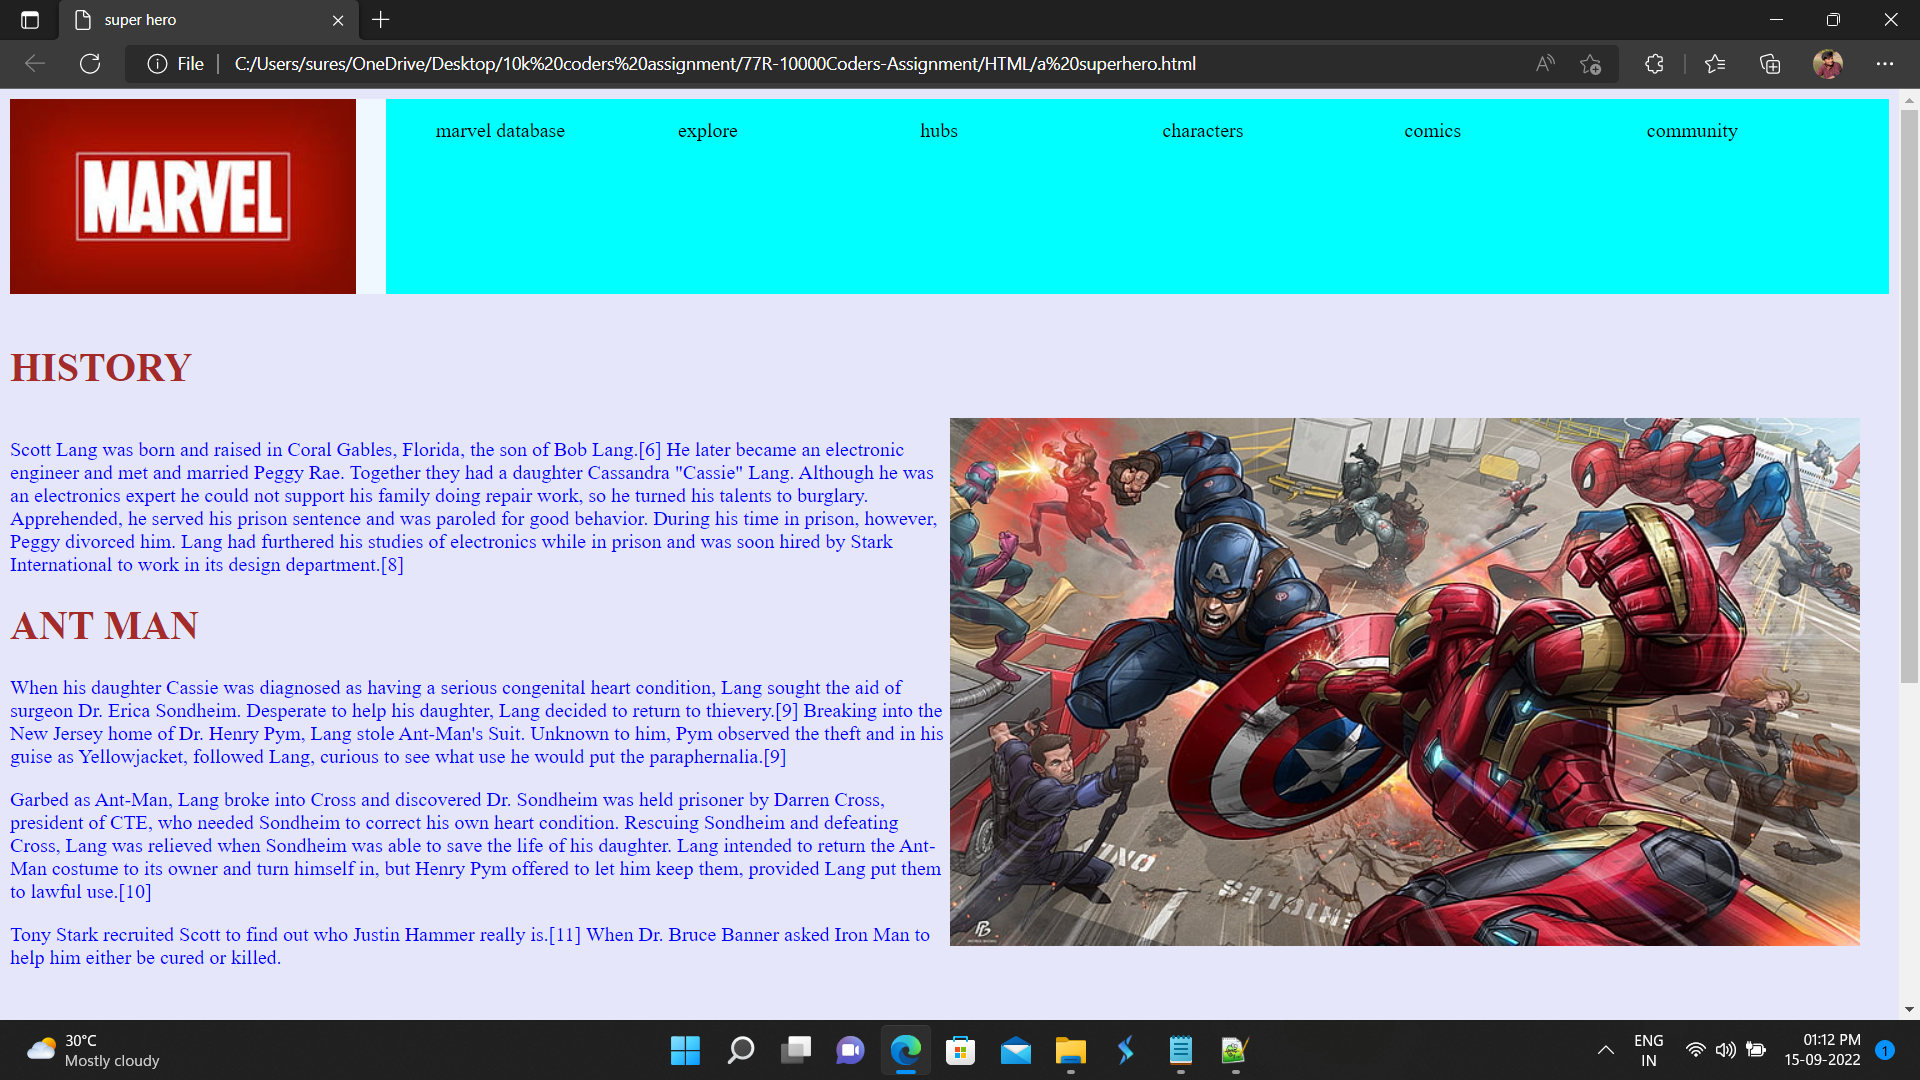 super hero
File
C:/Users/sures/OneDrive/Desktop/10k%20coders%20assignment/77R-10000Coders-Assignment/HTML/a%20superhero.html
MARVEL
marvel database explore hubs characters comics community
HISTORY
Scott Lang was born and raised in Coral Gables, Florida, the son of Bob Lang.[6] He later became an electronic
engineer and met and married Peggy Rae. Together they had a daughter Cassandra "Cassie" Lang. Although he was
an electronics expert he could not support his family doing repair work, so he turned his talents to burglary.
Apprehended, he served his prison sentence and was paroled for good behavior. During his time in prison, however,
Peggy divorced him. Lang had furthered his studies of electronics while in prison and was soon hired by Stark
International to work in its design department.[8]
ANT MAN
When his daughter Cassie was diagnosed as having a serious congenital heart condition, Lang sought the aid of
surgeon Dr. Erica Sondheim. Desperate to help his daughter, Lang decided to return to thievery.[9] Breaking into the
New Jersey home of Dr. Henry Pym, Lang stole Ant-Man's Suit. Unknown to him, Pym observed the theft and in his
guise as Yellowjacket, followed Lang, curious to see what use he would put the paraphernalia.[9]
Garbed as Ant-Man, Lang broke into Cross and discovered Dr. Sondheim was held prisoner by Darren Cross,
president of CTE, who needed Sondheim to correct his own heart condition. Rescuing Sondheim and defeating
Cross, Lang was relieved when Sondheim was able to save the life of his daughter. Lang intended to return the Ant-
Man costume to its owner and turn himself in, but Henry Pym offered to let him keep them, provided Lang put them
to lawful use.[10]
Tony Stark recruited Scott to find out who Justin Hammer really is.[11] When Dr. Bruce Banner asked Iron Man to
help him either be cured or killed.
A
30°C
Mostly cloudy
ENG
IN
01:12 PM
15-09-2022
1